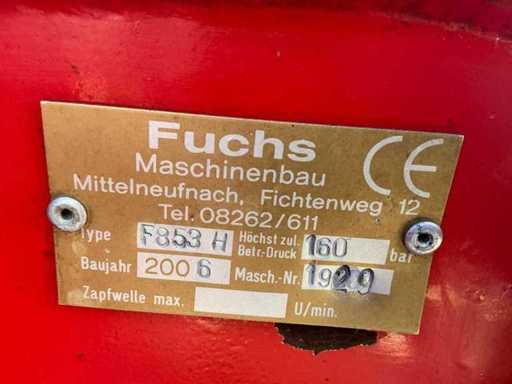 Fuchs CE
Maschinenbau
Mittelneufnach, Fichtenweg 12
Tel. 08262/611
Type F853 H Höchst zul. Betr.-Druck 160 bar
Baujahr 2006 Masch.-Nr. 1929
Zapfwelle max. U/min.